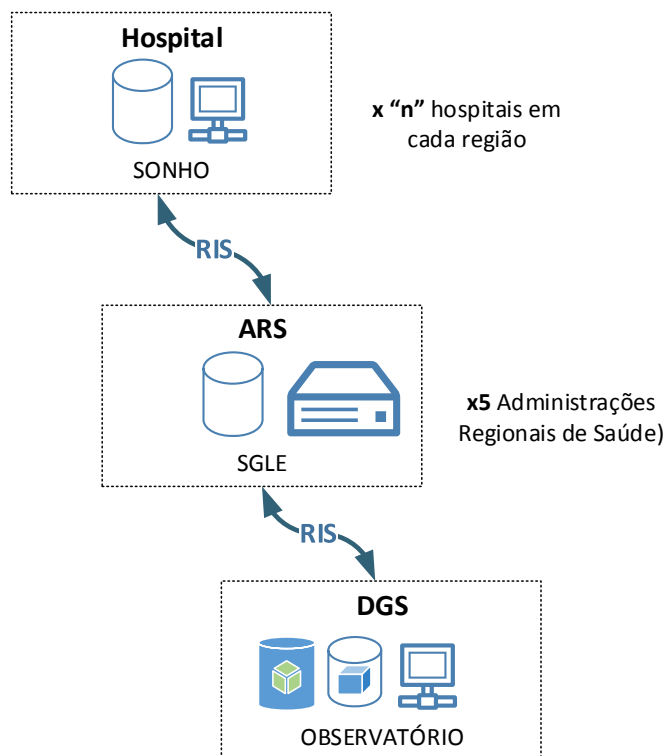 Hospital
SONHO
x “n” hospitais em
cada região
RIS
ARS
SGLE
x5 Administrações
Regionais de Saúde)
RIS
DGS
OBSERVATÓRIO